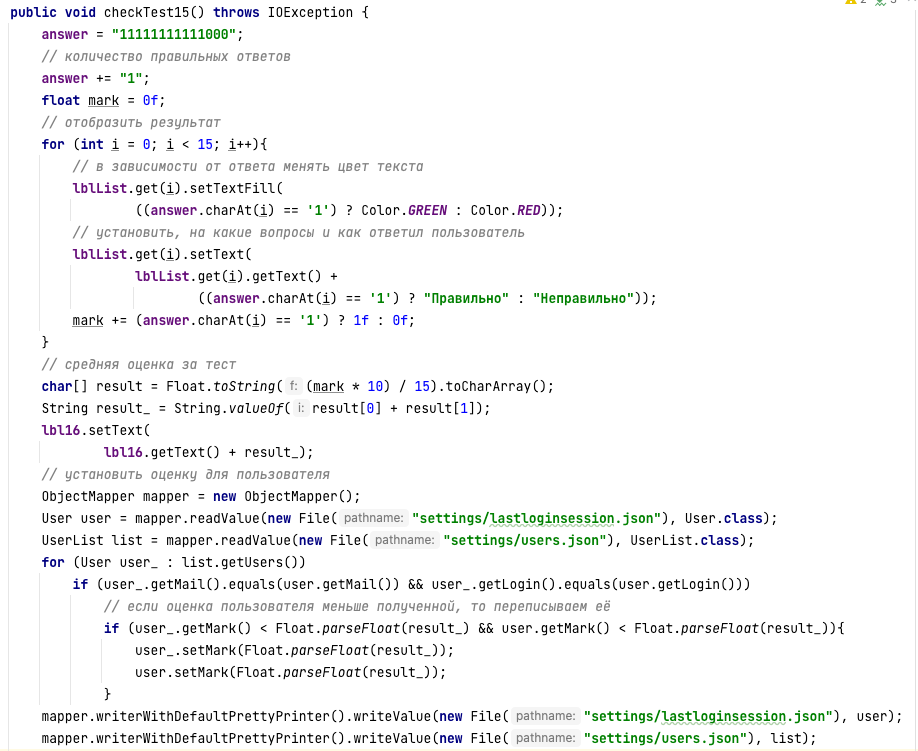 public void checkTest15() throws IOException {
    answer = "11111111111000";
    // количество правильных ответов
    answer += "1";
    float mark = 0f;
    // отобразить результат
    for (int i = 0; i < 15; i++){
        // в зависимости от ответа менять цвет текста
        lblList.get(i).setTextFill(
                ((answer.charAt(i) == '1') ? Color.GREEN : Color.RED));
        // установить, на какие вопросы и как ответил пользователь
        lblList.get(i).setText(
                lblList.get(i).getText() +
                        ((answer.charAt(i) == '1') ? "Правильно" : "Неправильно"));
        mark += (answer.charAt(i) == '1') ? 1f : 0f;
    }
    // средняя оценка за тест
    char[] result = Float.toString( f: (mark * 10) / 15).toCharArray();
    String result_ = String.valueOf( i: result[0] + result[1]);
    lbl16.setText(
            lbl16.getText() + result_);
    // установить оценку для пользователя
    ObjectMapper mapper = new ObjectMapper();
    User user = mapper.readValue(new File( pathname: "settings/lastloginsession.json"), User.class);
    UserList list = mapper.readValue(new File( pathname: "settings/users.json"), UserList.class);
    for (User user_ : list.getUsers())
        if (user_.getMail().equals(user.getMail()) && user_.getLogin().equals(user.getLogin()))
            // если оценка пользователя меньше полученной, то переписываем её
            if (user_.getMark() < Float.parseFloat(result_) && user.getMark() < Float.parseFloat(result_)){
                user_.setMark(Float.parseFloat(result_));
                user.setMark(Float.parseFloat(result_));
            }
    mapper.writerWithDefaultPrettyPrinter().writeValue(new File( pathname: "settings/lastloginsession.json"), user);
    mapper.writerWithDefaultPrettyPrinter().writeValue(new File( pathname: "settings/users.json"), list);